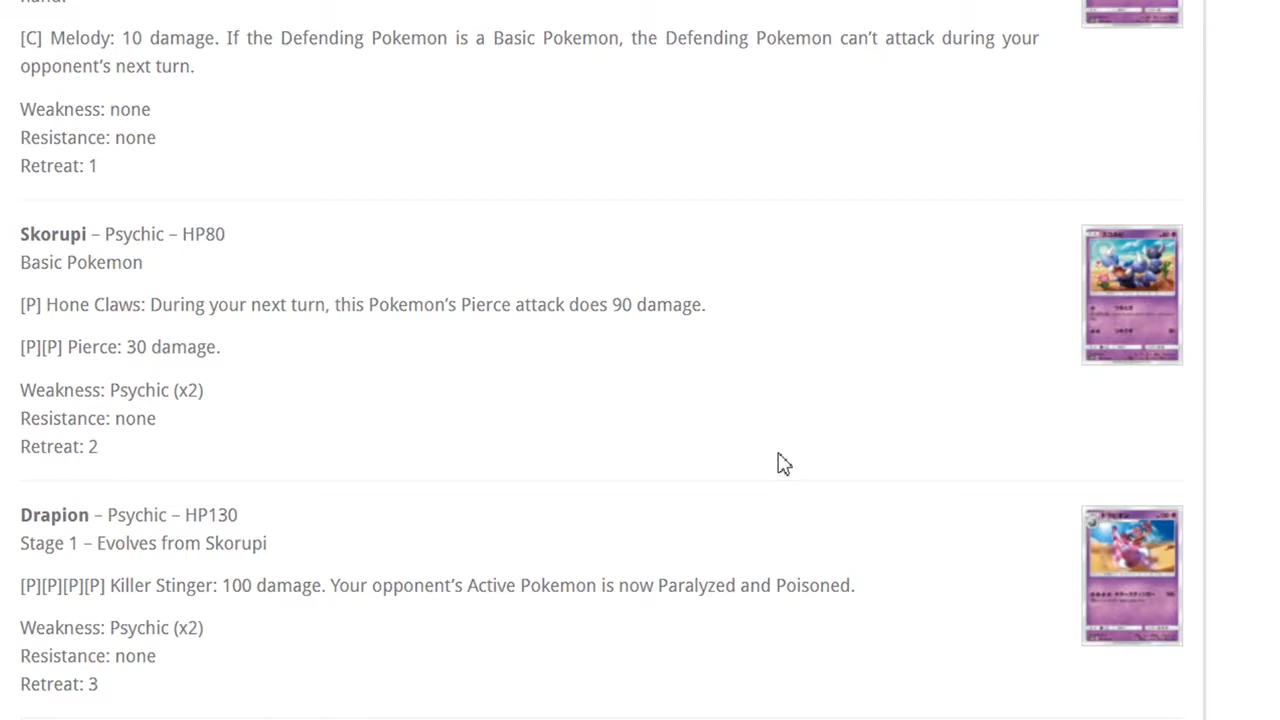 [C] Melody: 10 damage. If the Defending Pokemon is a Basic Pokemon, the Defending Pokemon can't attack during your
opponent's next turn.
Weakness: none
Resistance: none
Retreat: 1
Skorupi – Psychic – HP80
Basic Pokemon
[P] Hone Claws: During your next turn, this Pokemon's Pierce attack does 90 damage.
[P][P] Pierce: 30 damage.
Weakness: Psychic (x2)
Resistance: none
Retreat: 2
Drapion – Psychic – HP130
Stage 1 – Evolves from Skorupi
[P][P][P][P] Killer Stinger: 100 damage. Your opponent's Active Pokemon is now Paralyzed and Poisoned.
Weakness: Psychic (x2)
Resistance: none
Retreat: 3